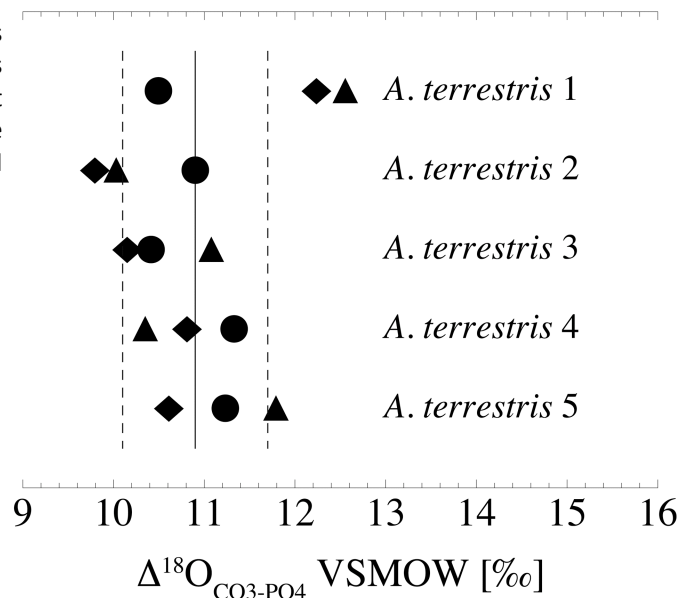 A. terrestris 1
A. terrestris 2
A. terrestris 3
A. terrestris 4
A. terrestris 5
9 10 11 12 13 14 15 16
Δ¹⁸O_CO3-PO4 VSMOW [‰]